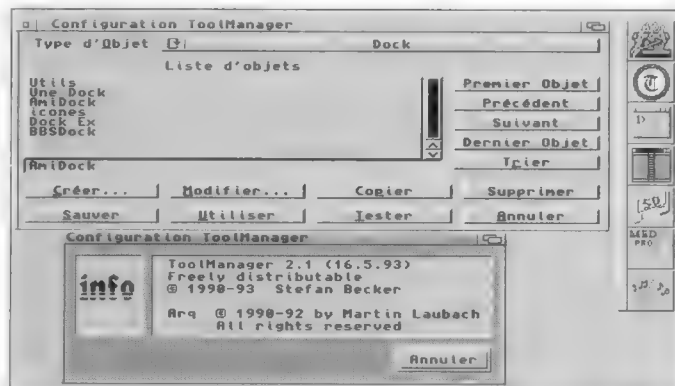 Configuration ToolManager
Type d'Objet Dock
Liste d'objets
Utils
Une Dock
AmiDock
icones
Dock Ex
BBSDock
AmiDock
Premier Objet
Précédent
Suivant
Dernier Objet
Trier
Créer...
Modifier...
Copier
Supprimer
Sauver
Utiliser
Tester
Annuler
Configuration ToolManager
info
ToolManager 2.1 (16.5.93)
Freely distributable
© 1990-93 Stefan Becker
Arq © 1990-92 by Martin Laubach
All rights reserved
Annuler
T
1>
MED
PRO